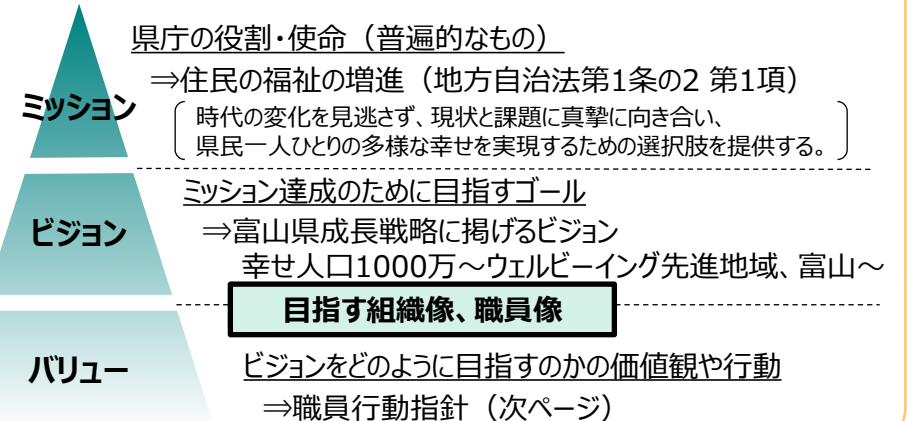 県庁の役割・使命（普遍的なもの）
⇒住民の福祉の増進（地方自治法第1条の2 第1項）
ミッション
時代の変化を見逃さず、現状と課題に真摯に向き合い、
県民一人ひとりの多様な幸せを実現するための選択肢を提供する。
ミッション達成のために目指すゴール
ビジョン
⇒富山県成長戦略に掲げるビジョン
幸せ人口1000万～ウェルビーイング先進地域、富山～
目指す組織像、職員像
バリュー
ビジョンをどのように目指すのかの価値観や行動
⇒職員行動指針（次ページ）